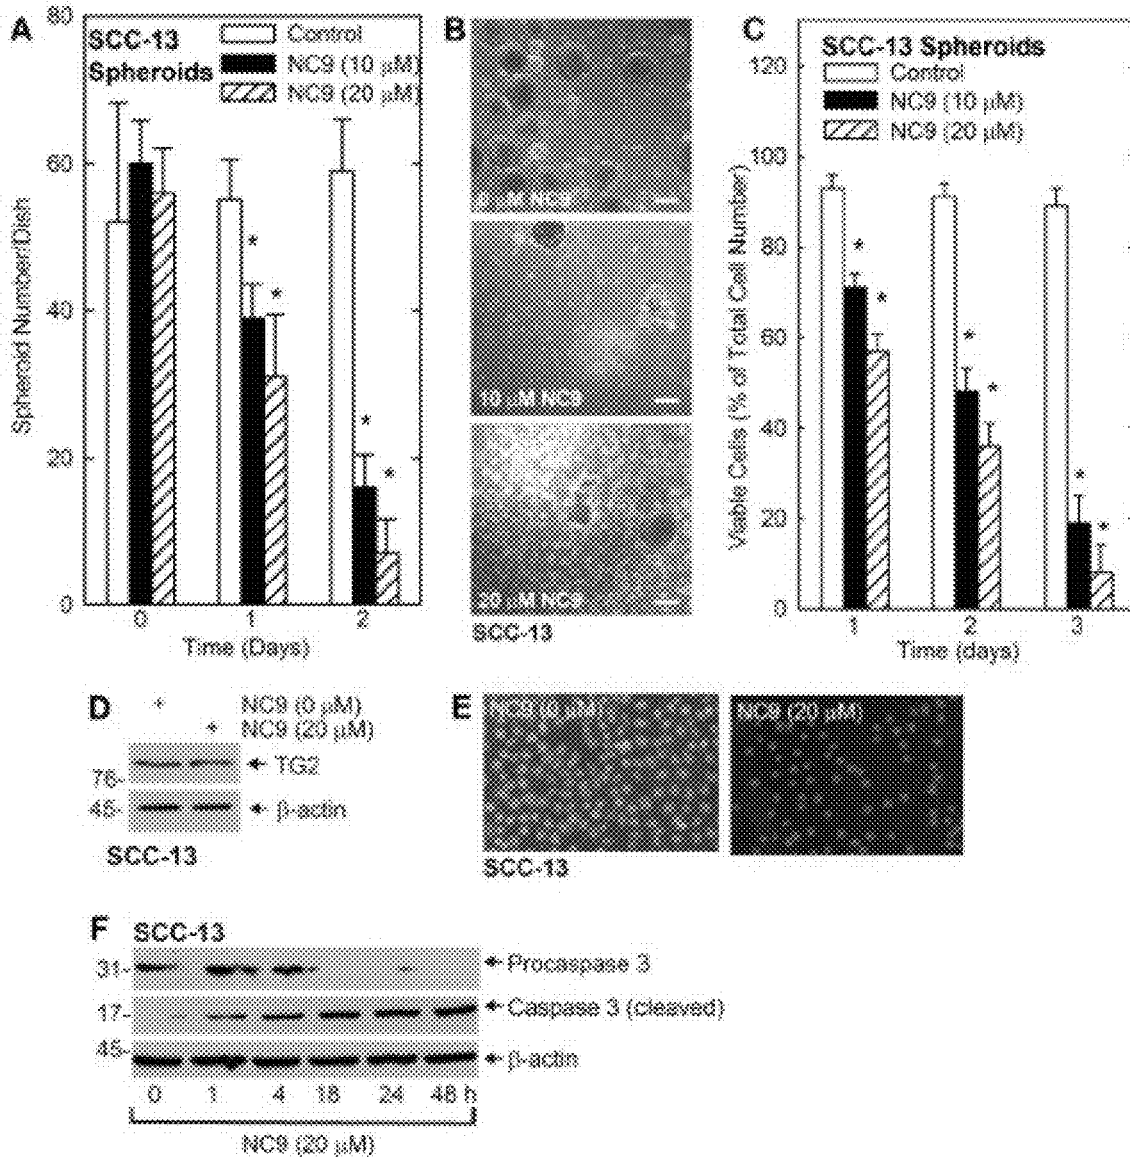 A
80
60
40
20
0
SCC-13
Spheroids
Control
NC9 (10 μM)
NC9 (20 μM)
*
*
*
*
Spheroid Number/Dish
0 1 2
Time (Days)
B
0 μM NC9
10 μM NC9
20 μM NC9
SCC-13
C
120
100
80
60
40
20
0
SCC-13 Spheroids
Control
NC9 (10 μM)
NC9 (20 μM)
*
*
*
*
*
*
Viable Cells (% of Total Cell Number)
1 2 3
Time (days)
D
+ NC9 (0 μM)
+ NC9 (20 μM)
76- TG2
45- β-actin
SCC-13
E
NC9 (0 μM)
NC9 (20 μM)
SCC-13
F
SCC-13
31- Procaspase 3
17- Caspase 3 (cleaved)
45- β-actin
0 1 4 18 24 48 h
NC9 (20 μM)